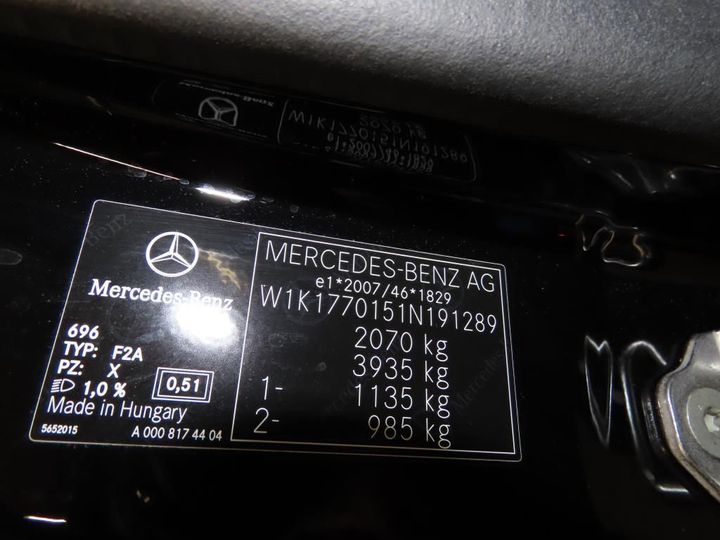 Mercedes-Benz
696
TYP: F2A
PZ: X
1,0 % 0,51
Made in Hungary
5652015 A 000 817 44 04
MERCEDES-BENZ AG
e1*2007/46*1829
W1K1770151N191289
2070 kg
3935 kg
1- 1135 kg
2- 985 kg